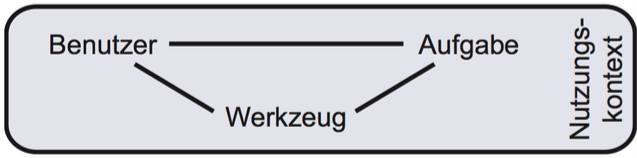 Benutzer
Aufgabe
Werkzeug
Nutzungs-
kontext